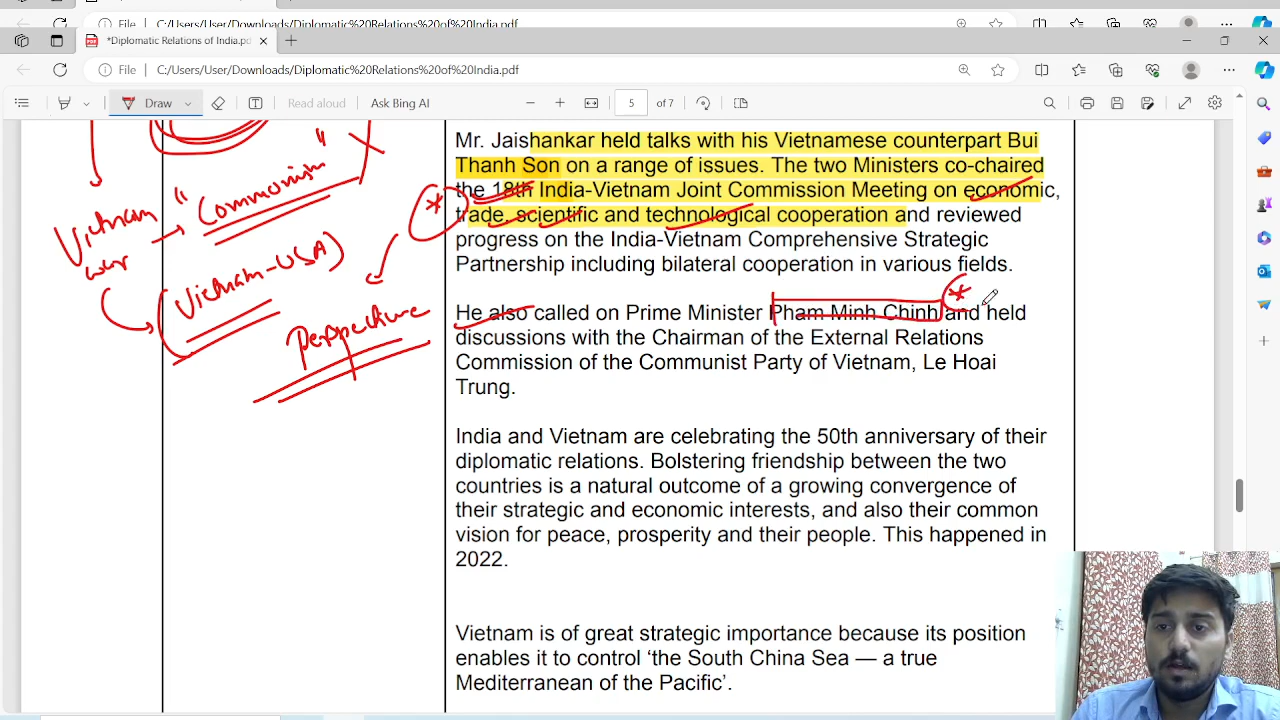 File C:/Users/User/Downloads/Diplomatic%20Relations%20of%20India.pdf
*Diplomatic Relations of India.pd
File C:/Users/User/Downloads/Diplomatic%20Relations%20of%20India.pdf
Draw Read aloud Ask Bing AI 5 of 7
Mr. Jaishankar held talks with his Vietnamese counterpart Bui
Thanh Son on a range of issues. The two Ministers co-chaired
the 18th India-Vietnam Joint Commission Meeting on economic,
trade, scientific and technological cooperation and reviewed
progress on the India-Vietnam Comprehensive Strategic
Partnership including bilateral cooperation in various fields.
He also called on Prime Minister Pham Minh Chinh and held
discussions with the Chairman of the External Relations
Commission of the Communist Party of Vietnam, Le Hoai
Trung.
India and Vietnam are celebrating the 50th anniversary of their
diplomatic relations. Bolstering friendship between the two
countries is a natural outcome of a growing convergence of
their strategic and economic interests, and also their common
vision for peace, prosperity and their people. This happened in
2022.
Vietnam is of great strategic importance because its position
enables it to control ‘the South China Sea — a true
Mediterranean of the Pacific’.
Vietnam
war
"Communism"
(Vietnam-USA)
Perspective